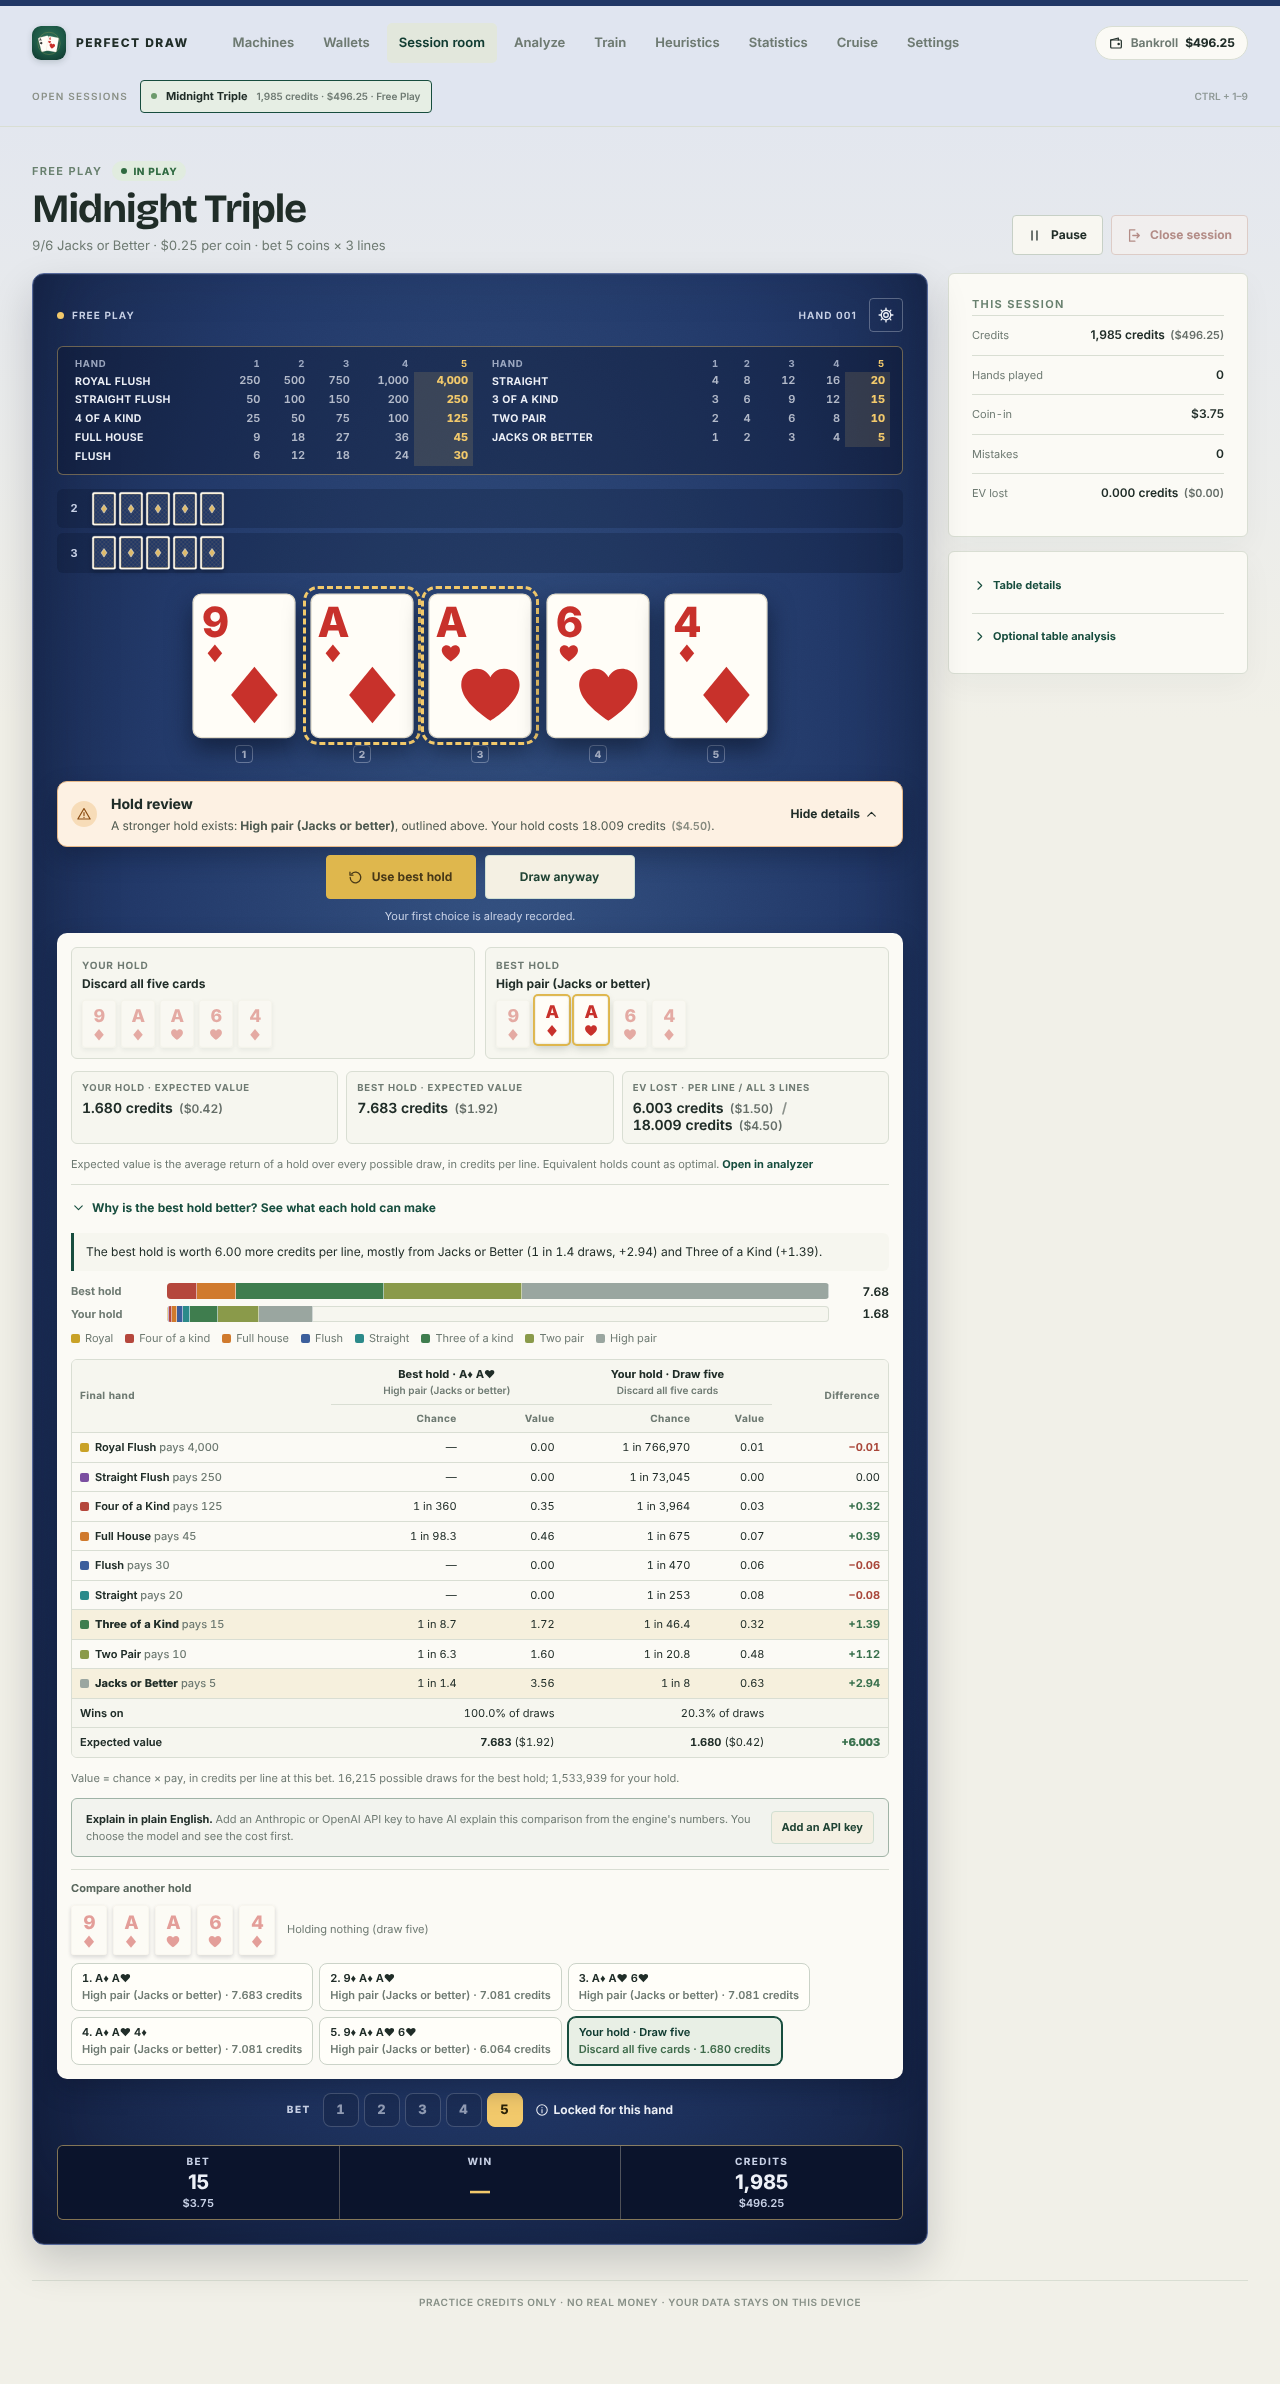 PERFECT DRAW Machines Wallets Session room Analyze Train Heuristics Statistics Cruise Settings Bankroll $496.25
OPEN SESSIONS Midnight Triple 1,985 credits · $496.25 · Free Play CTRL + 1–9
FREE PLAY IN PLAY
Midnight Triple
9/6 Jacks or Better · $0.25 per coin · bet 5 coins × 3 lines
Pause Close session
FREE PLAY HAND 001
HAND 1 2 3 4 5 HAND 1 2 3 4 5
ROYAL FLUSH 250 500 750 1,000 4,000 STRAIGHT 4 8 12 16 20
STRAIGHT FLUSH 50 100 150 200 250 3 OF A KIND 3 6 9 12 15
4 OF A KIND 25 50 75 100 125 TWO PAIR 2 4 6 8 10
FULL HOUSE 9 18 27 36 45 JACKS OR BETTER 1 2 3 4 5
FLUSH 6 12 18 24 30
2
3
9 A A 6 4
1 2 3 4 5
Hold review
A stronger hold exists: High pair (Jacks or better), outlined above. Your hold costs 18.009 credits ($4.50).
Hide details
Use best hold Draw anyway
Your first choice is already recorded.
YOUR HOLD
Discard all five cards
9 A A 6 4
BEST HOLD
High pair (Jacks or better)
9 A A 6 4
YOUR HOLD · EXPECTED VALUE
1.680 credits ($0.42)
BEST HOLD · EXPECTED VALUE
7.683 credits ($1.92)
EV LOST · PER LINE / ALL 3 LINES
6.003 credits ($1.50) /
18.009 credits ($4.50)
Expected value is the average return of a hold over every possible draw, in credits per line. Equivalent holds count as optimal. Open in analyzer
Why is the best hold better? See what each hold can make
The best hold is worth 6.00 more credits per line, mostly from Jacks or Better (1 in 1.4 draws, +2.94) and Three of a Kind (+1.39).
Best hold 7.68
Your hold 1.68
Royal Four of a kind Full house Flush Straight Three of a kind Two pair High pair
Final hand Best hold · A♦ A♥ Your hold · Draw five Difference
High pair (Jacks or better) Discard all five cards
Chance Value Chance Value
Royal Flush pays 4,000 — 0.00 1 in 766,970 0.01 −0.01
Straight Flush pays 250 — 0.00 1 in 73,045 0.00 0.00
Four of a Kind pays 125 1 in 360 0.35 1 in 3,964 0.03 +0.32
Full House pays 45 1 in 98.3 0.46 1 in 675 0.07 +0.39
Flush pays 30 — 0.00 1 in 470 0.06 −0.06
Straight pays 20 — 0.00 1 in 253 0.08 −0.08
Three of a Kind pays 15 1 in 8.7 1.72 1 in 46.4 0.32 +1.39
Two Pair pays 10 1 in 6.3 1.60 1 in 20.8 0.48 +1.12
Jacks or Better pays 5 1 in 1.4 3.56 1 in 8 0.63 +2.94
Wins on 100.0% of draws 20.3% of draws
Expected value 7.683 ($1.92) 1.680 ($0.42) +6.003
Value = chance × pay, in credits per line at this bet. 16,215 possible draws for the best hold; 1,533,939 for your hold.
Explain in plain English. Add an Anthropic or OpenAI API key to have AI explain this comparison from the engine's numbers. You
choose the model and see the cost first.
Add an API key
Compare another hold
9 A A 6 4 Holding nothing (draw five)
1. A♦ A♥
High pair (Jacks or better) · 7.683 credits
2. 9♦ A♦ A♥
High pair (Jacks or better) · 7.081 credits
3. A♦ A♥ 6♥
High pair (Jacks or better) · 7.081 credits
4. A♦ A♥ 4♦
High pair (Jacks or better) · 7.081 credits
5. 9♦ A♦ A♥ 6♥
High pair (Jacks or better) · 6.064 credits
Your hold · Draw five
Discard all five cards · 1.680 credits
BET 1 2 3 4 5 Locked for this hand
BET WIN CREDITS
15 — 1,985
$3.75 $496.25
THIS SESSION
Credits 1,985 credits ($496.25)
Hands played 0
Coin-in $3.75
Mistakes 0
EV lost 0.000 credits ($0.00)
Table details
Optional table analysis
PRACTICE CREDITS ONLY · NO REAL MONEY · YOUR DATA STAYS ON THIS DEVICE